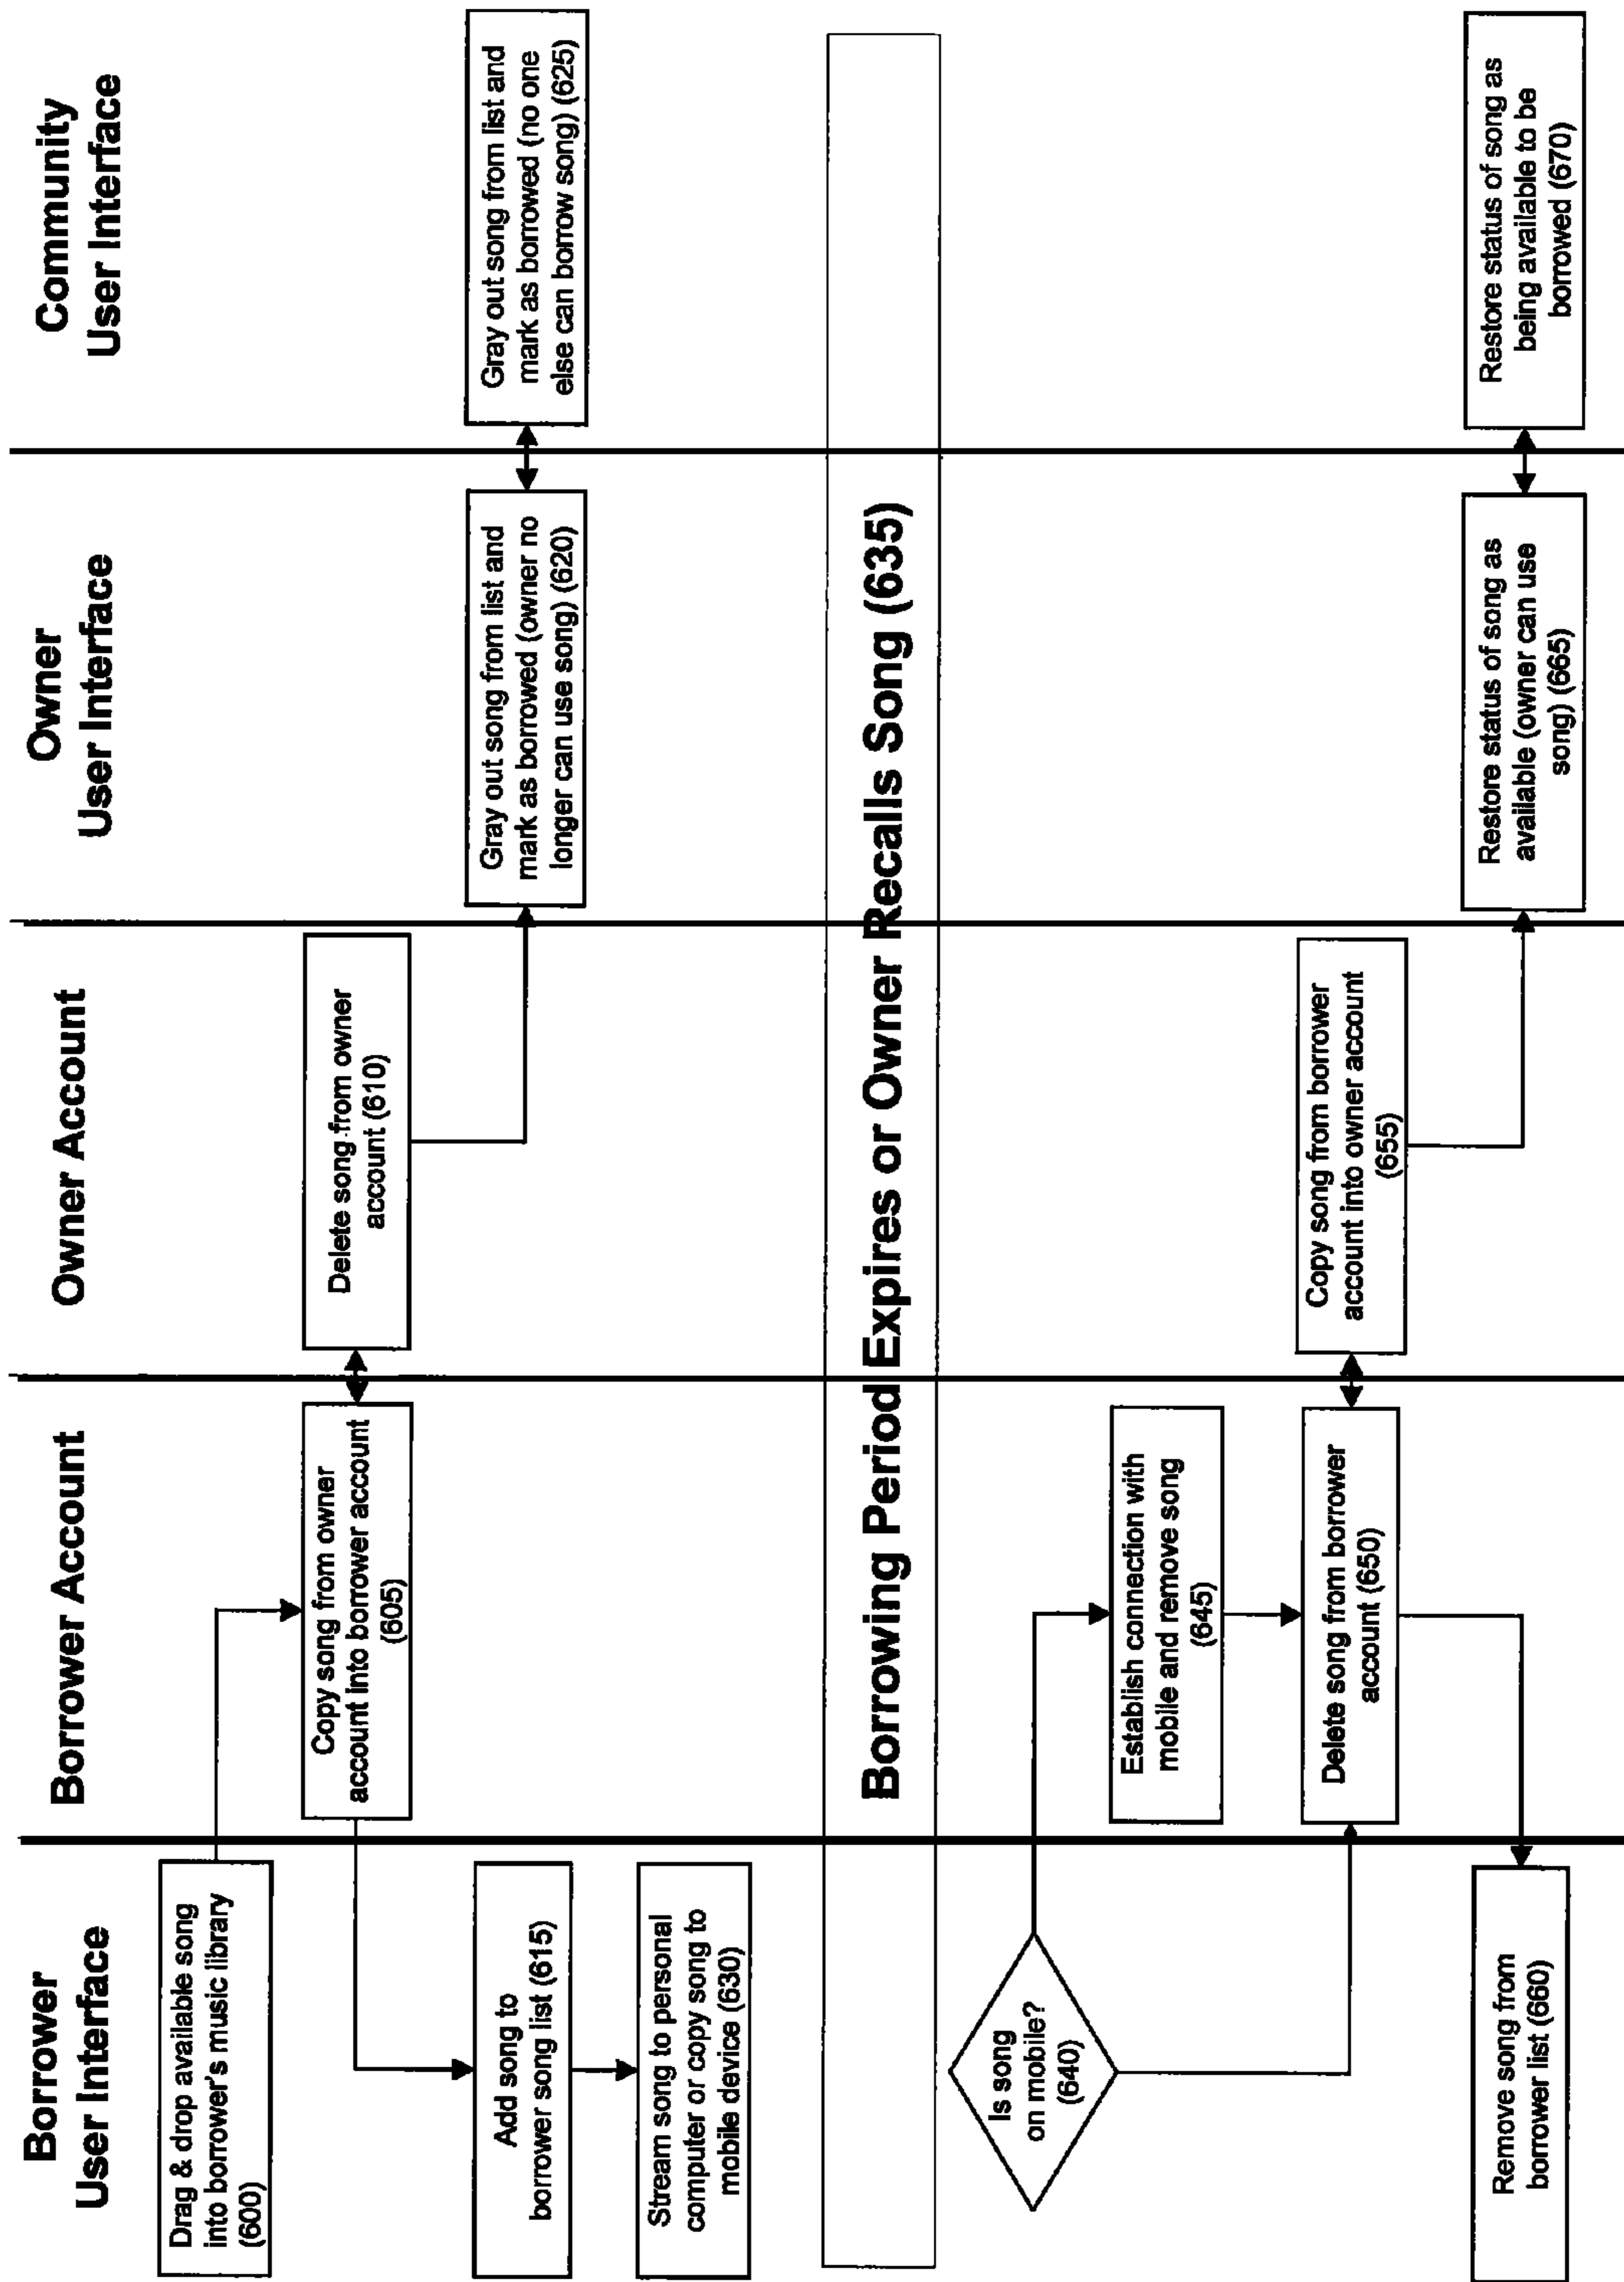 Borrower
User Interface
Borrower Account
Owner Account
Owner
User Interface
Community
User Interface
Drag & drop available song
into borrower's music library
(600)
Copy song from owner
account into borrower account
(605)
Delete song from owner
account (610)
Add song to
borrower song list (615)
Gray out song from list and
mark as borrowed (owner no
longer can use song) (620)
Gray out song from list and
mark as borrowed (no one
else can borrow song) (625)
Stream song to personal
computer or copy song to
mobile device (630)
Borrowing Period Expires or Owner Recalls Song (635)
Is song
on mobile?
(640)
Establish connection with
mobile and remove song
(645)
Delete song from borrower
account (650)
Copy song from borrower
account into owner account
(655)
Remove song from
borrower list (660)
Restore status of song as
available (owner can use
song) (665)
Restore status of song as
being available to be
borrowed (670)